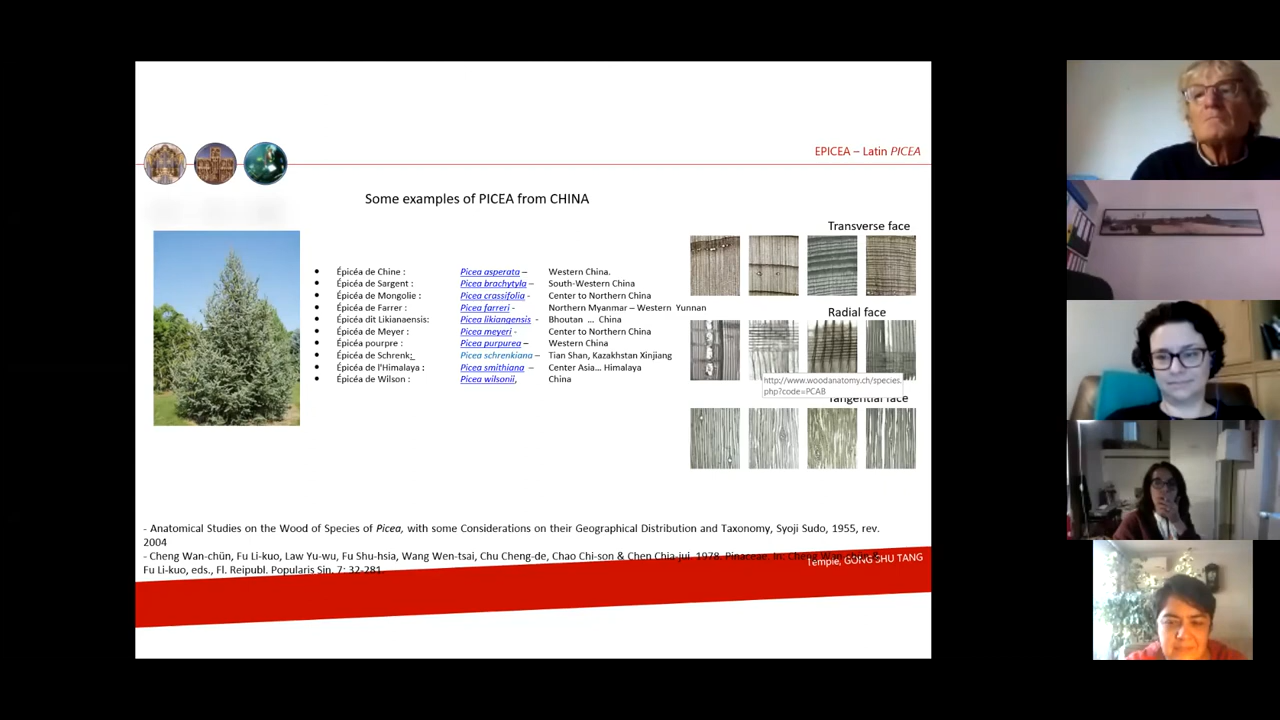 EPICEA – Latin PICEA
Some examples of PICEA from CHINA
Épicéa de Chine : Picea asperata – Western China.
Épicéa de Sargent : Picea brachytyla – South-Western China
Épicéa de Mongolie : Picea crassifolia - Center to Northern China
Épicéa de Farrer : Picea farreri - Northern Myanmar – Western Yunnan
Épicéa dit Likianaensis: Picea likiangensis - Bhoutan ... China
Épicéa de Meyer : Picea meyeri - Center to Northern China
Épicéa pourpre : Picea purpurea – Western China
Épicéa de Schrenk: Picea schrenkiana – Tian Shan, Kazakhstan Xinjiang
Épicéa de l'Himalaya : Picea smithiana – Center Asia... Himalaya
Épicéa de Wilson : Picea wilsonii, China
Transverse face
Radial face
http://www.woodanatomy.ch/species.
php?code=PCAB
Tangential face
- Anatomical Studies on the Wood of Species of Picea, with some Considerations on their Geographical Distribution and Taxonomy, Syoji Sudo, 1955, rev.
2004
- Cheng Wan-chün, Fu Li-kuo, Law Yu-wu, Fu Shu-hsia, Wang Wen-tsai, Chu Cheng-de, Chao Chi-son & Chen Chia-jui. 1978. Pinaceae. In: Cheng Wan-chün &
Fu Li-kuo, eds., Fl. Reipubl. Popularis Sin. 7: 32-281.
Temple, GONG SHU TANG